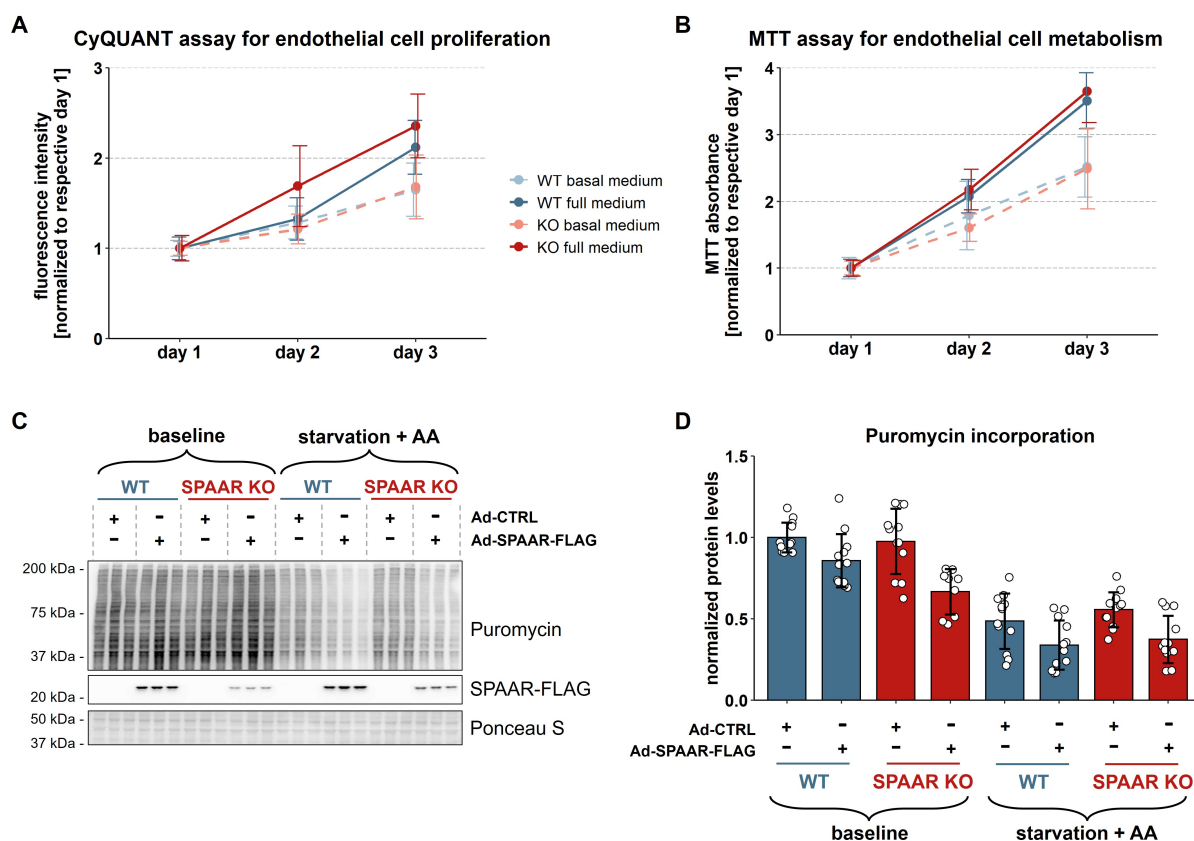 A
CyQUANT assay for endothelial cell proliferation
fluorescence intensity
[normalized to respective day 1]
3
2
1
0
day 1
day 2
day 3
WT basal medium
WT full medium
KO basal medium
KO full medium
B
MTT assay for endothelial cell metabolism
MTT absorbance
[normalized to respective day 1]
4
3
2
1
0
day 1
day 2
day 3
C
baseline
starvation + AA
WT
SPAAR KO
WT
SPAAR KO
+ - + - + - + - Ad-CTRL
- + - + - + - + Ad-SPAAR-FLAG
200 kDa -
75 kDa -
37 kDa -
Puromycin
20 kDa -
SPAAR-FLAG
50 kDa -
37 kDa -
Ponceau S
D
Puromycin incorporation
normalized protein levels
1.5
1.0
0.5
0.0
Ad-CTRL + - + - + - + -
Ad-SPAAR-FLAG - + - + - + - +
WT
SPAAR KO
WT
SPAAR KO
baseline
starvation + AA